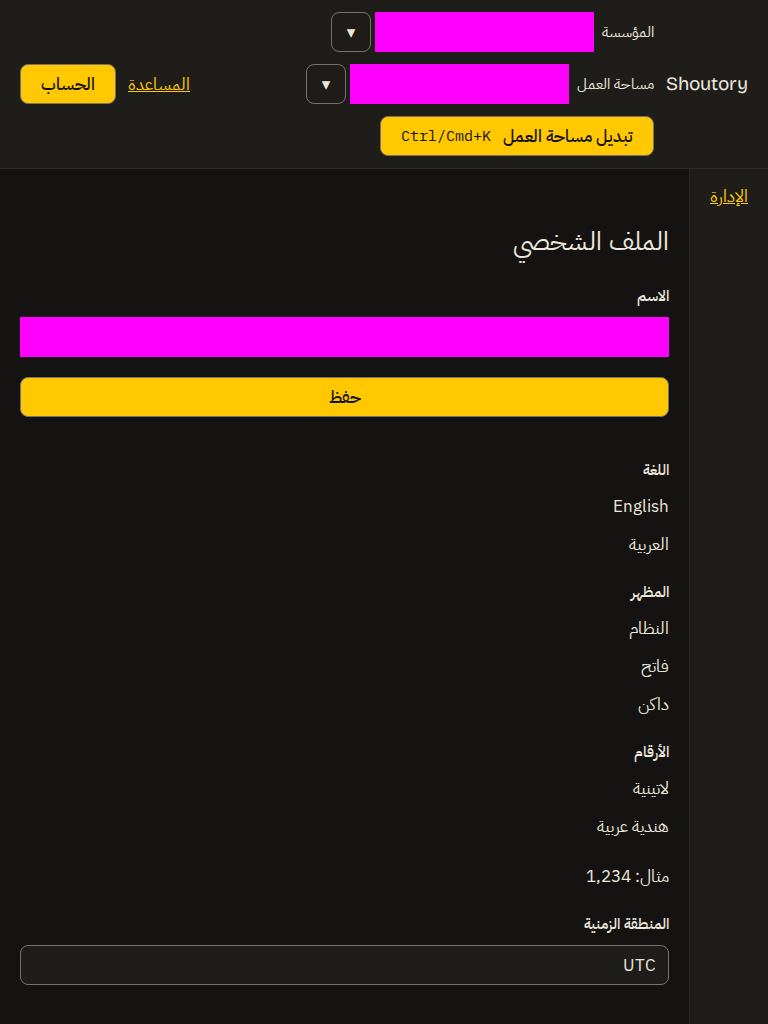 المؤسسة ▼
Shoutory مساحة العمل ▼ المساعدة الحساب
تبديل مساحة العمل Ctrl/Cmd+K
الإدارة
الملف الشخصي
الاسم
حفظ
اللغة
English
العربية
المظهر
النظام
فاتح
داكن
الأرقام
لاتينية
هندية عربية
مثال: 1,234
المنطقة الزمنية
UTC